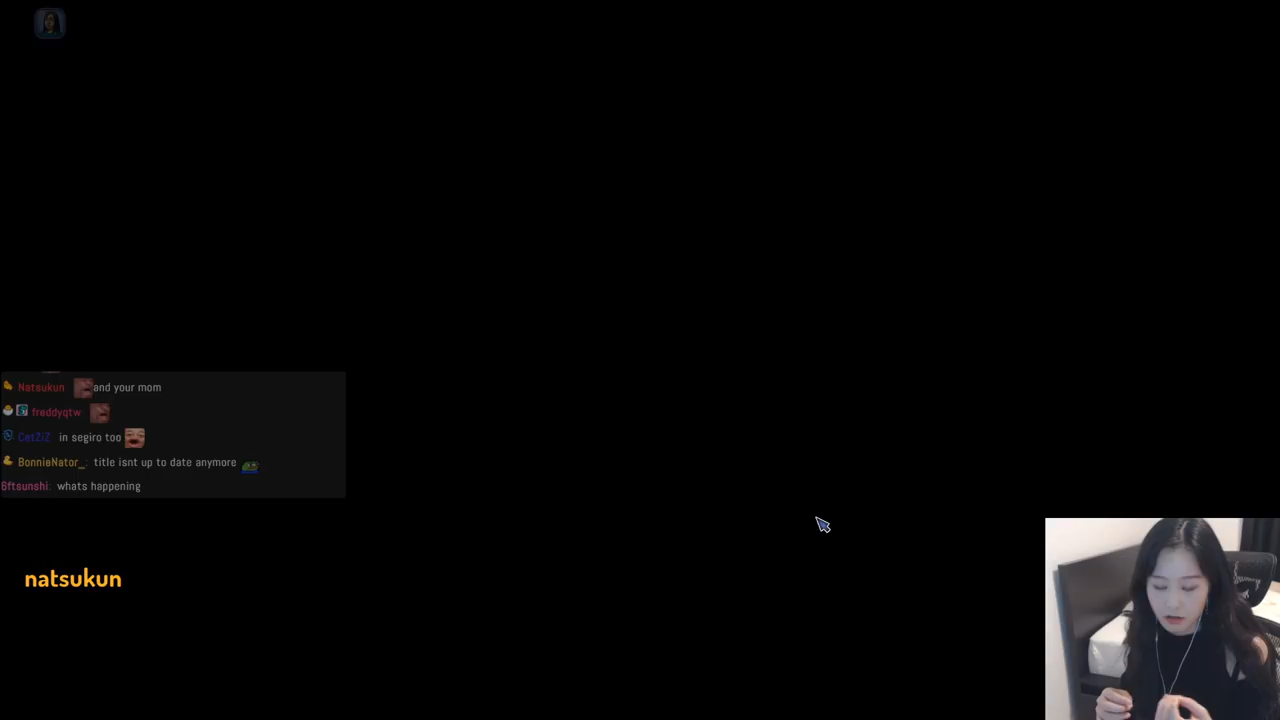 Natsukun and your mom
freddyqtw
CatZiZ in segiro too
BonnieNator_: title isnt up to date anymore
6ftsunshi: whats happening
natsukun